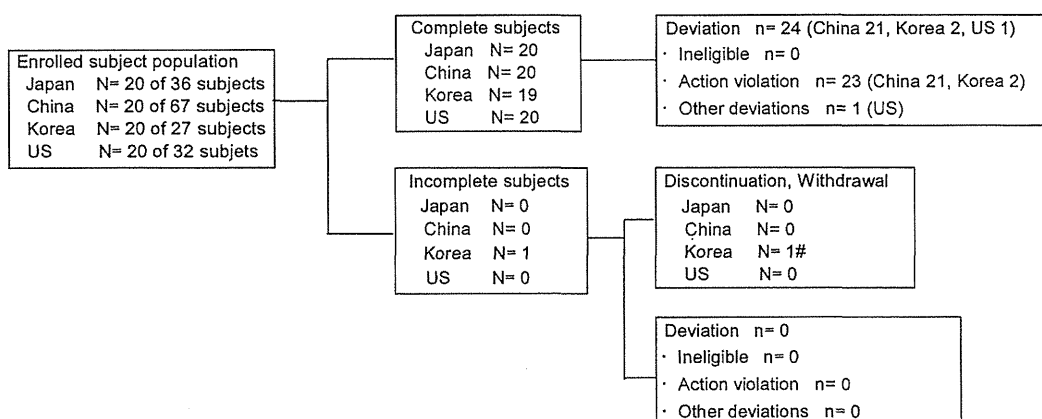 Enrolled subject population
Japan N= 20 of 36 subjects
China N= 20 of 67 subjects
Korea N= 20 of 27 subjects
US N= 20 of 32 subjets
Complete subjects
Japan N= 20
China N= 20
Korea N= 19
US N= 20
Deviation n= 24 (China 21, Korea 2, US 1)
· Ineligible n= 0
· Action violation n= 23 (China 21, Korea 2)
· Other deviations n= 1 (US)
Incomplete subjects
Japan N= 0
China N= 0
Korea N= 1
US N= 0
Discontinuation, Withdrawal
Japan N= 0
China N= 0
Korea N= 1#
US N= 0
Deviation n= 0
· Ineligible n= 0
· Action violation n= 0
· Other deviations n= 0